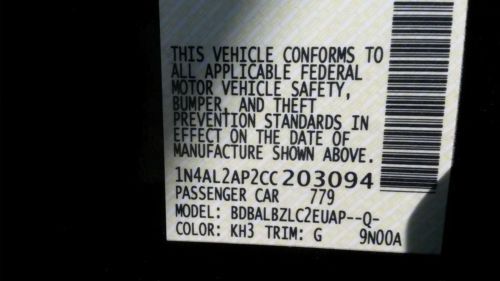 THIS VEHICLE CONFORMS TO
ALL APPLICABLE FEDERAL
MOTOR VEHICLE SAFETY,
BUMPER, AND THEFT
PREVENTION STANDARDS IN
EFFECT ON THE DATE OF
MANUFACTURE SHOWN ABOVE.
1N4AL2AP2CC203094
PASSENGER CAR 779
MODEL: BDBALBZLC2EUAP--Q-
COLOR: KH3 TRIM: G 9N00A